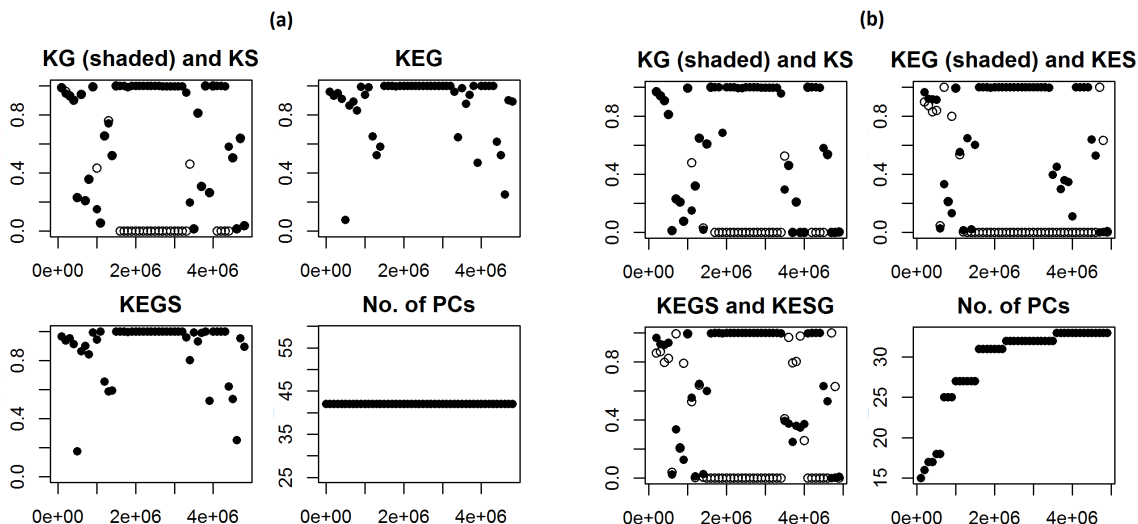 (a)
KG (shaded) and KS
0.0 0.4 0.8
0e+00 2e+06 4e+06
KEG
0.0 0.4 0.8
0e+00 2e+06 4e+06
KEGS
0.0 0.4 0.8
0e+00 2e+06 4e+06
No. of PCs
25 35 45 55
0e+00 2e+06 4e+06
(b)
KG (shaded) and KS
0.0 0.4 0.8
0e+00 2e+06 4e+06
KEG (shaded) and KES
0.0 0.4 0.8
0e+00 2e+06 4e+06
KEGS and KESG
0.0 0.4 0.8
0e+00 2e+06 4e+06
No. of PCs
15 20 25 30
0e+00 2e+06 4e+06